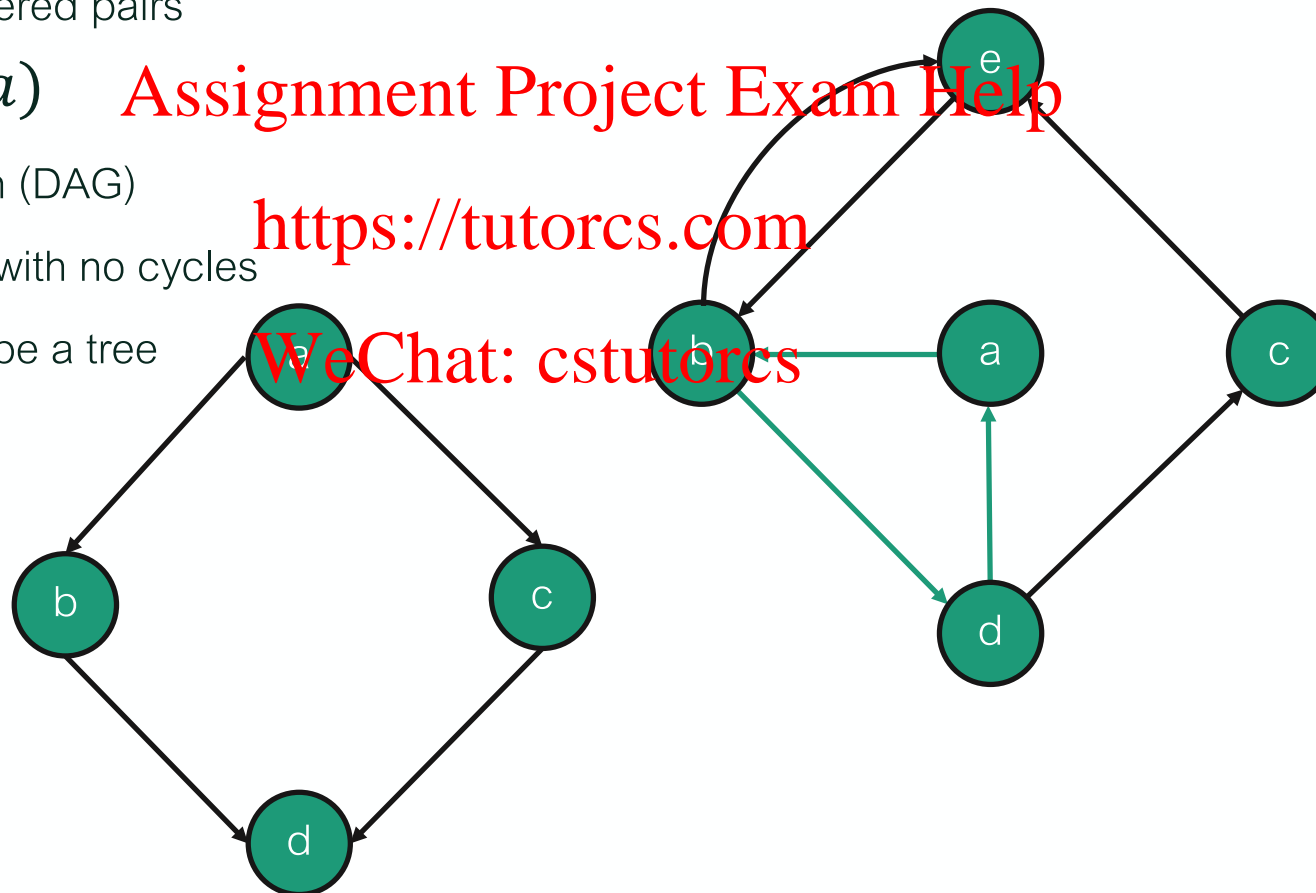 ered pairs
a)
Assignment Project Exam Help
(DAG)
https://tutorcs.com
with no cycles
be a tree
WeChat: cstutorcs
e
b
a
c
d
a
b
c
d